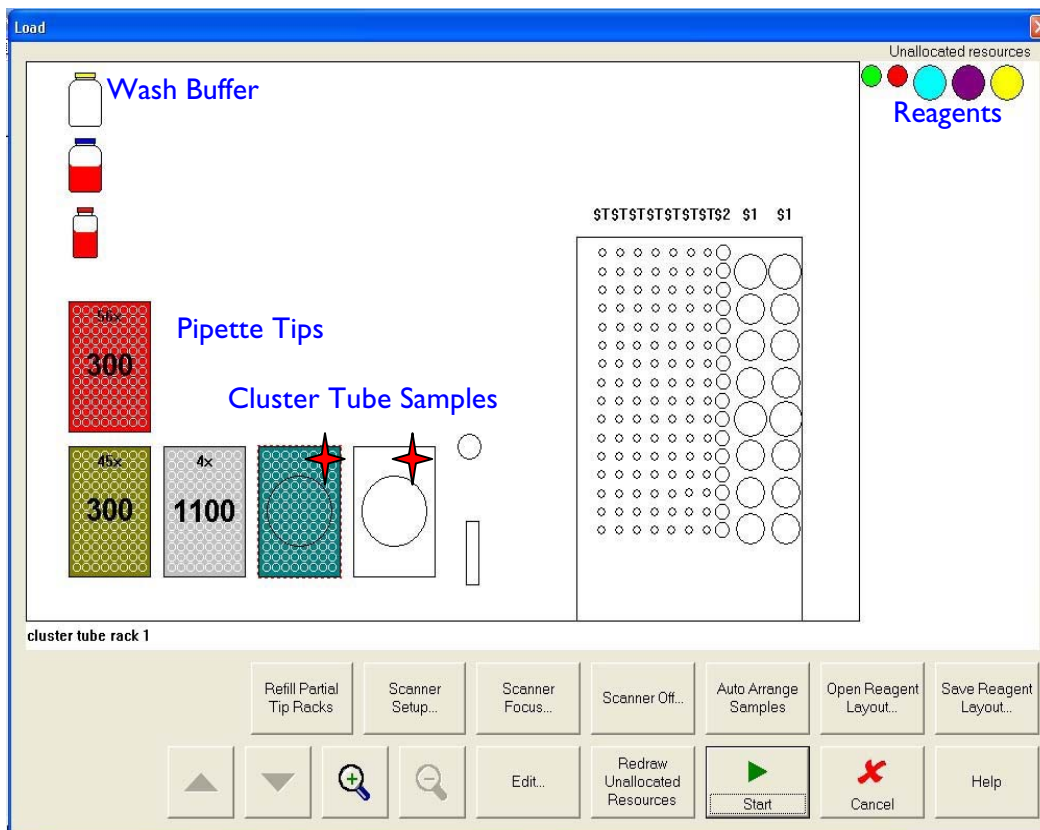 Load
Unallocated resources
Wash Buffer
Reagents
$T$T$T$T$T$T$T$2 $1 $1
56x
300
Pipette Tips
Cluster Tube Samples
45x
300
4x
1100
cluster tube rack 1
Refill Partial
Tip Racks
Scanner
Setup...
Scanner
Focus...
Scanner Off...
Auto Arrange
Samples
Open Reagent
Layout...
Save Reagent
Layout...
Edit...
Redraw
Unallocated
Resources
Start
Cancel
Help